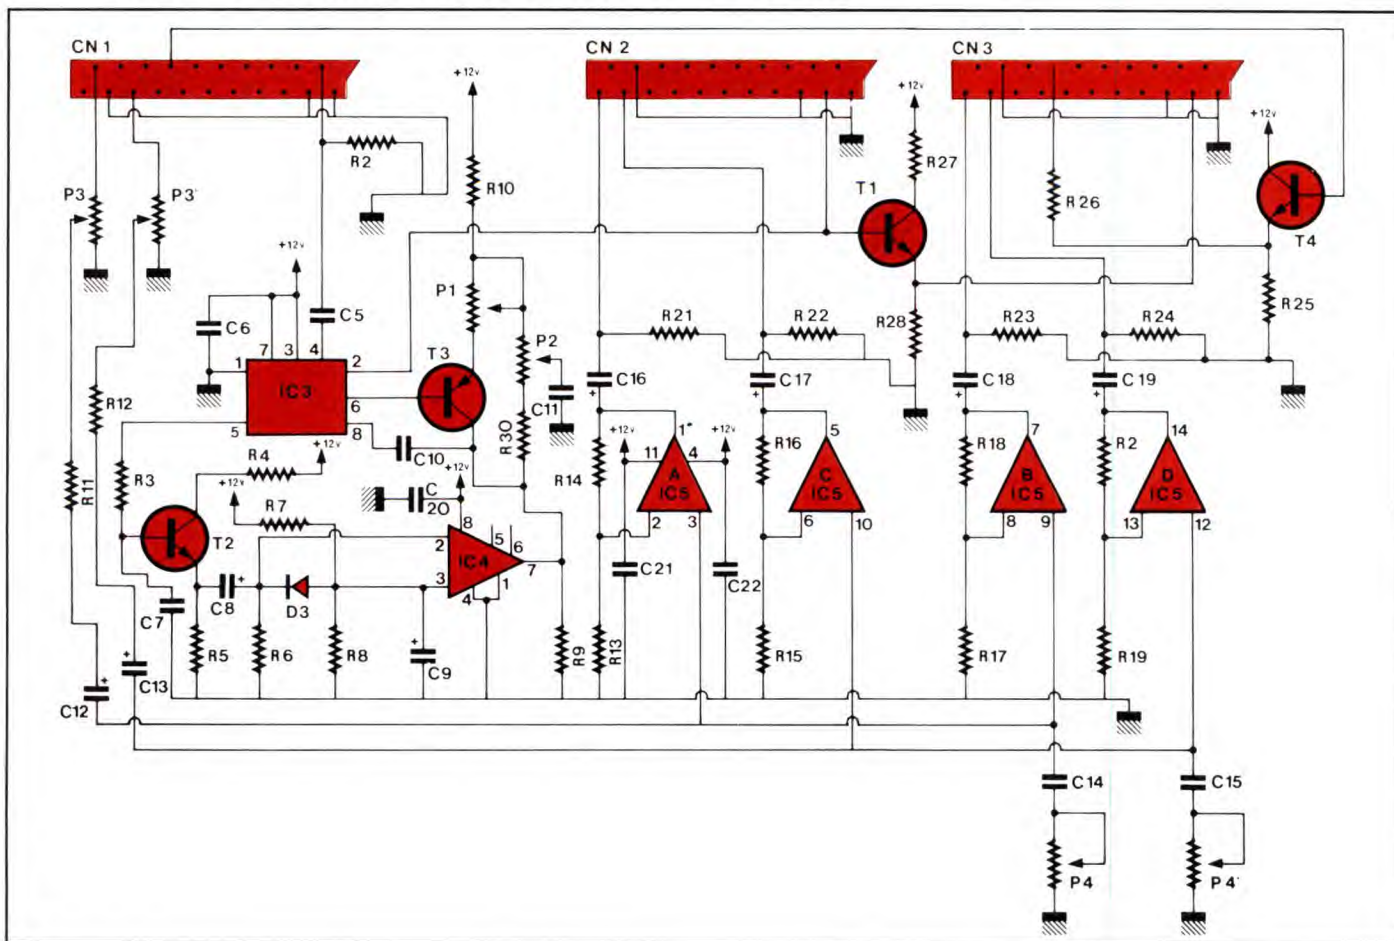 CN 1
CN 2
CN 3
+12v
+12v
+12v
R2
R10
R27
T1
R26
T4
P3
P3'
+12v
P1
R25
C6
C5
T3
P2
R21
R22
R28
R23
R24
1
7
3
4
2
IC3
6
5
8
C11
C16
+
C17
+
C18
+
C19
+
R12
+12v
R30
+12v
1*
+12v
5
7
14
R3
R4
C10
+12v
R14
11
4
A
IC5
R16
C
IC5
R18
B
IC5
R2
D
IC5
R11
+12v
R7
C
20
T2
8
5
6
2
IC4
7
3
1
4
2
3
6
10
8
9
13
12
C8
+
D3
C21
C22
C7
R5
R6
R8
+
C9
R9
R13
R15
R17
R19
+
C13
+
C12
C14
C15
P4
P4'